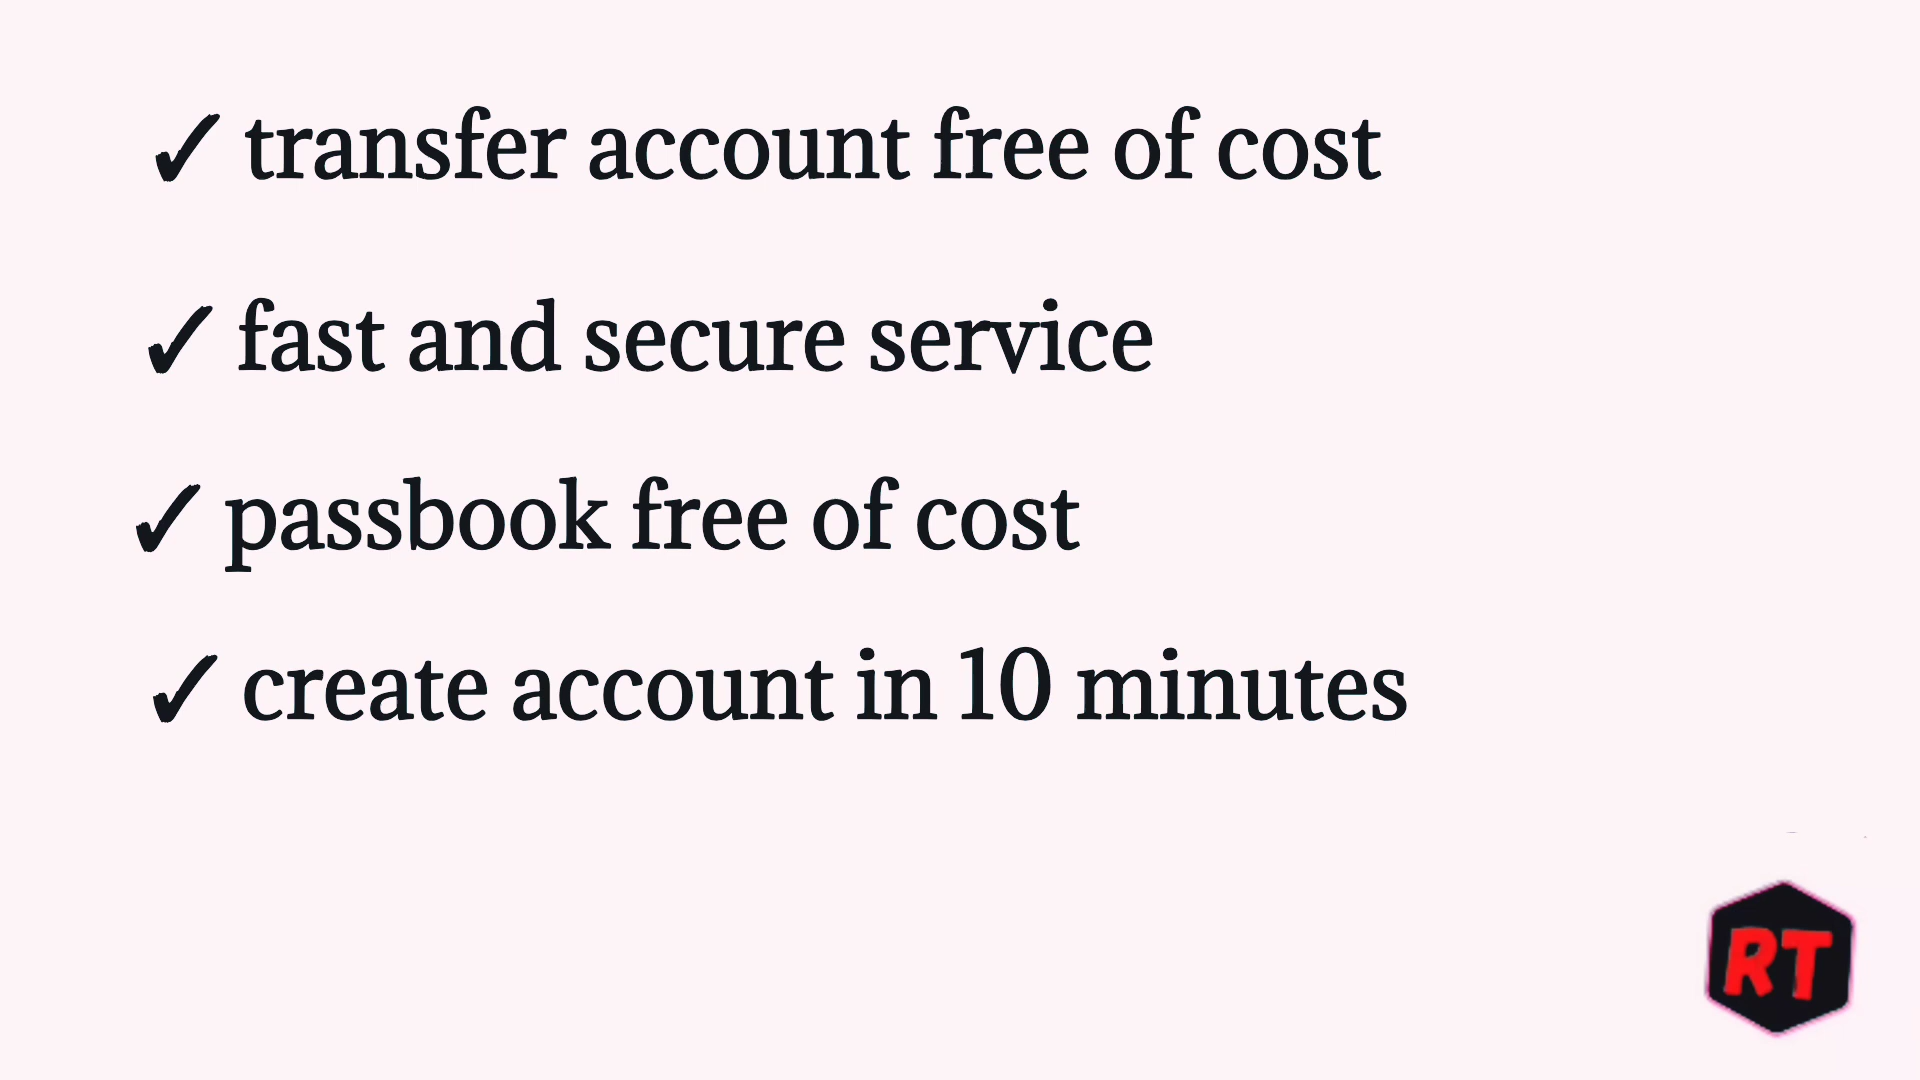 ✓ transfer account free of cost
✓ fast and secure service
✓ passbook free of cost
✓ create account in 10 minutes
RT